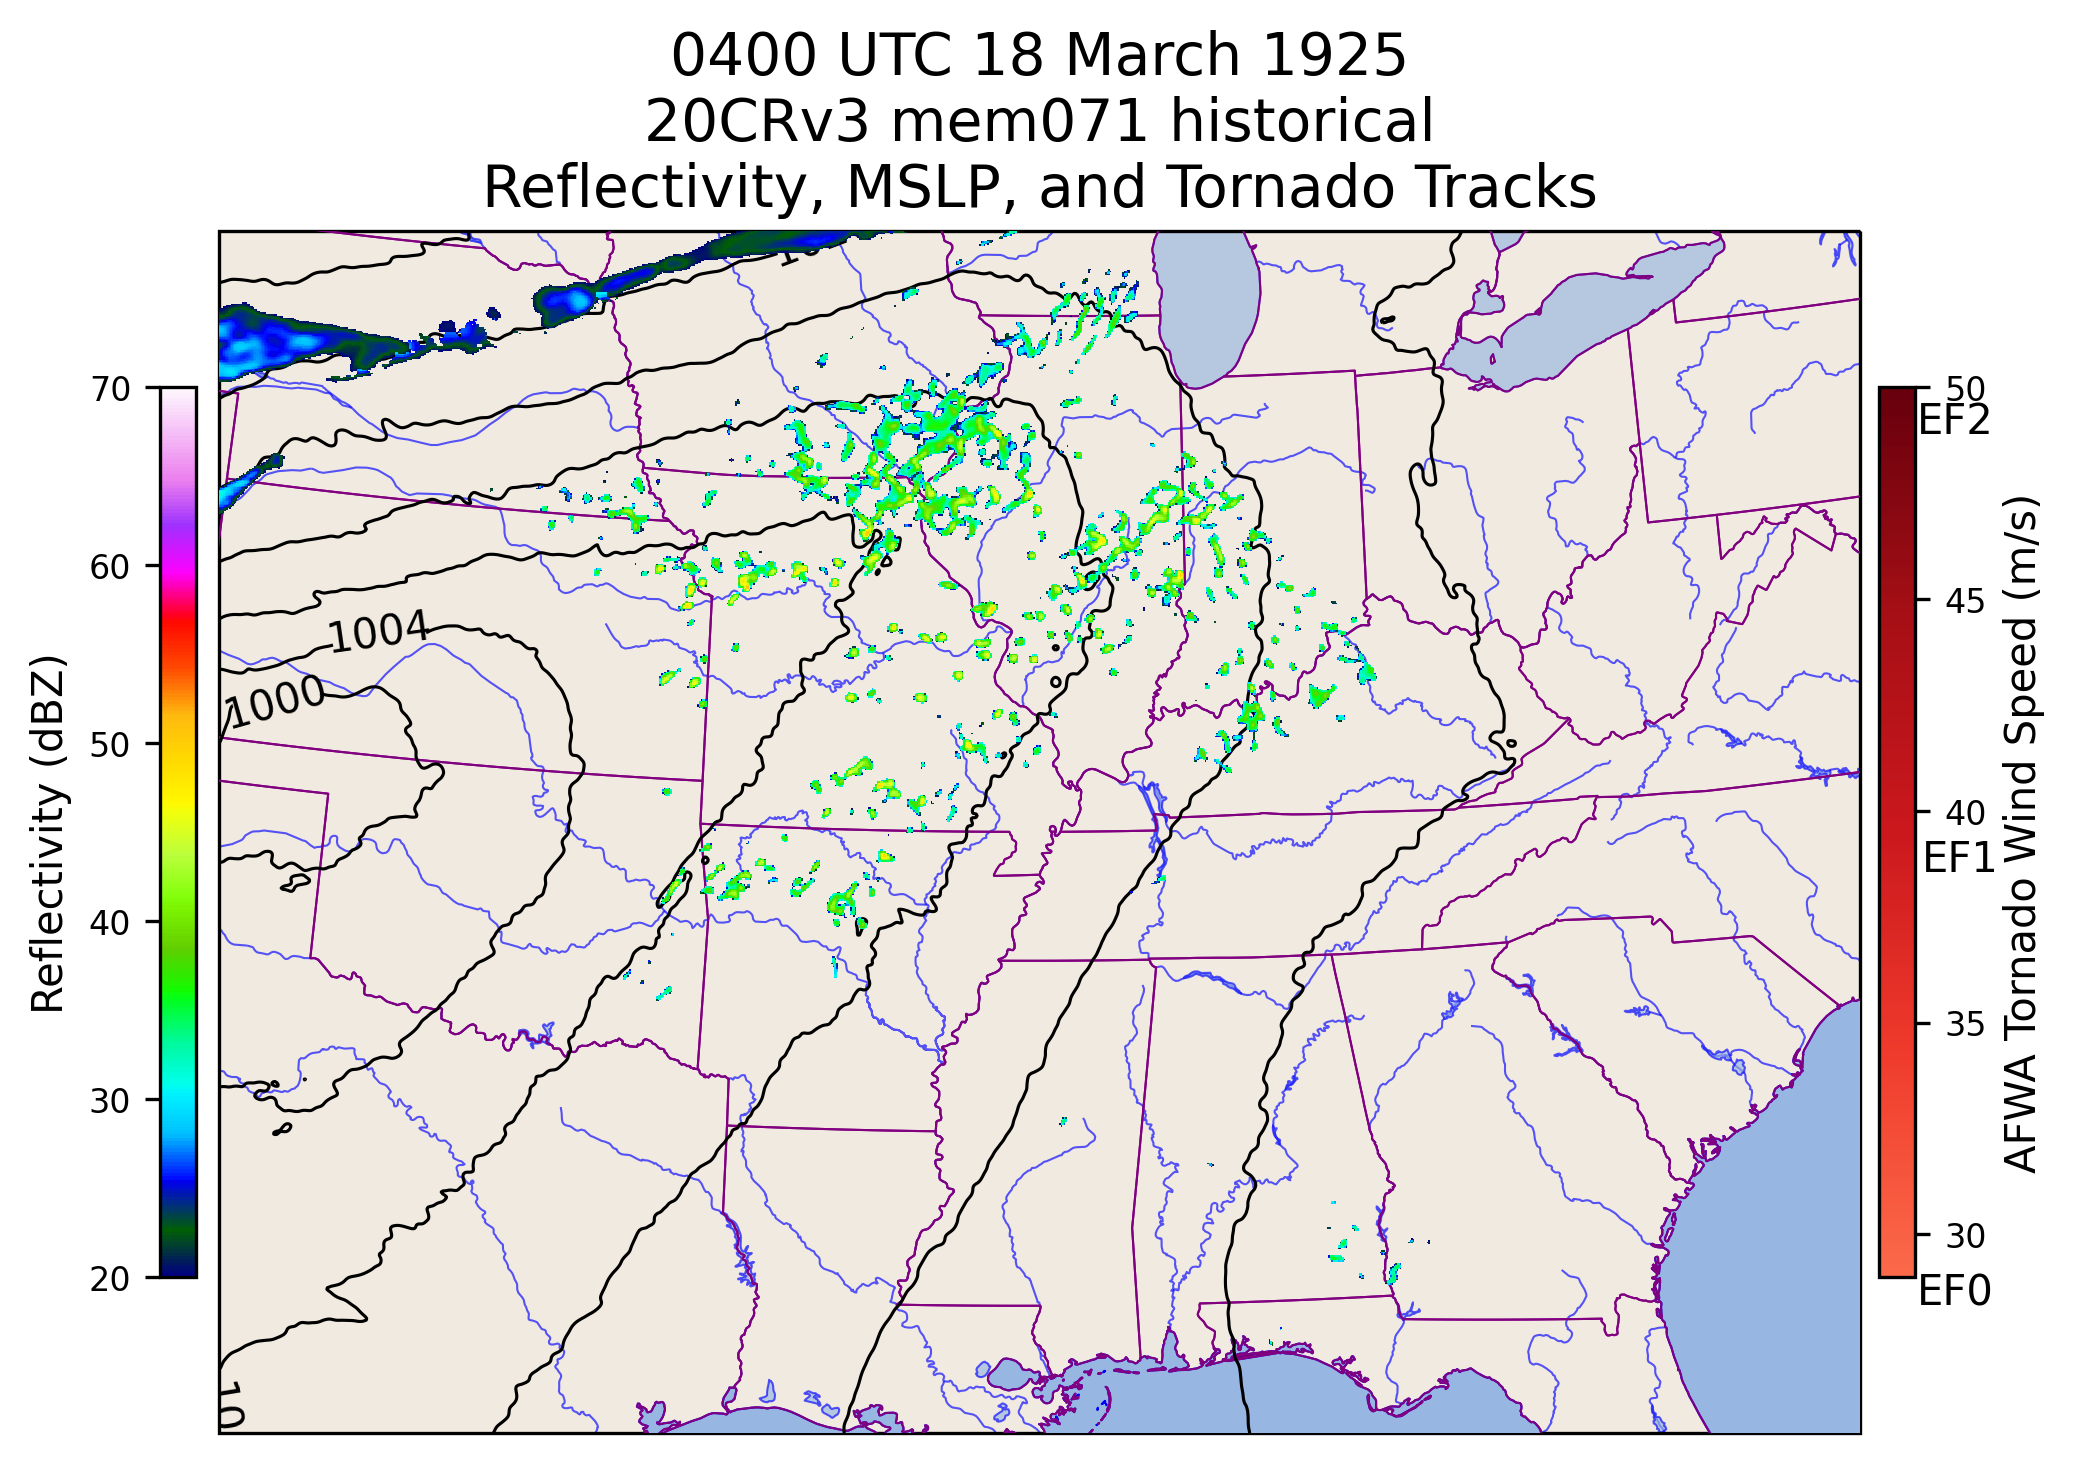 0400 UTC 18 March 1925
20CRv3 mem071 historical
Reflectivity, MSLP, and Tornado Tracks
70
60
50
40
30
20
Reflectivity (dBZ)
1004
1000
10
50
EF2
45
40
EF1
35
30
EF0
AFWA Tornado Wind Speed (m/s)